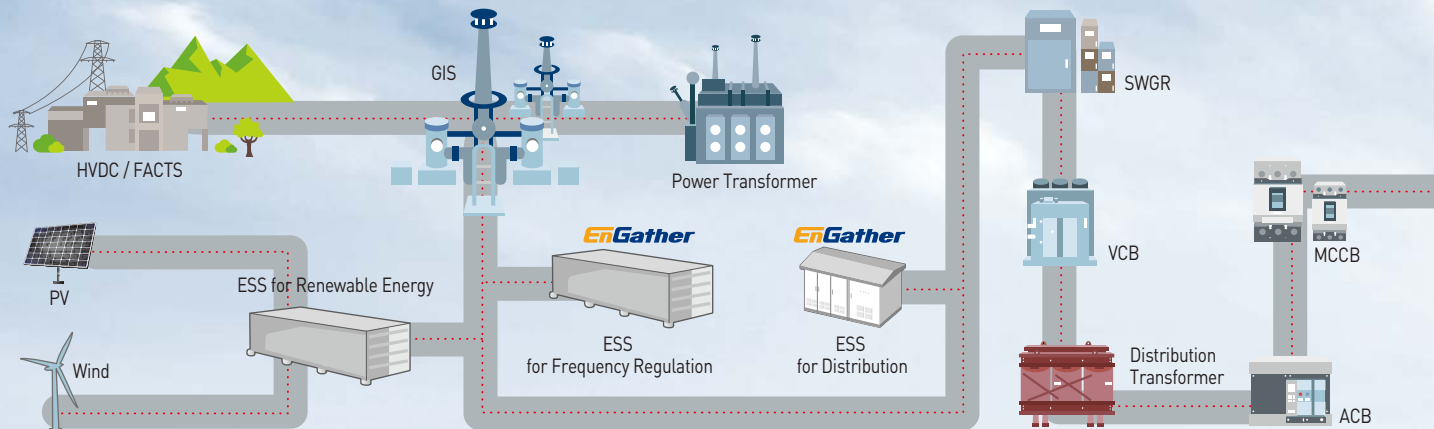 GIS
SWGR
HVDC / FACTS
Power Transformer
EnGather
EnGather
VCB
MCCB
PV
ESS for Renewable Energy
ESS
for Frequency Regulation
ESS
for Distribution
Wind
Distribution
Transformer
ACB